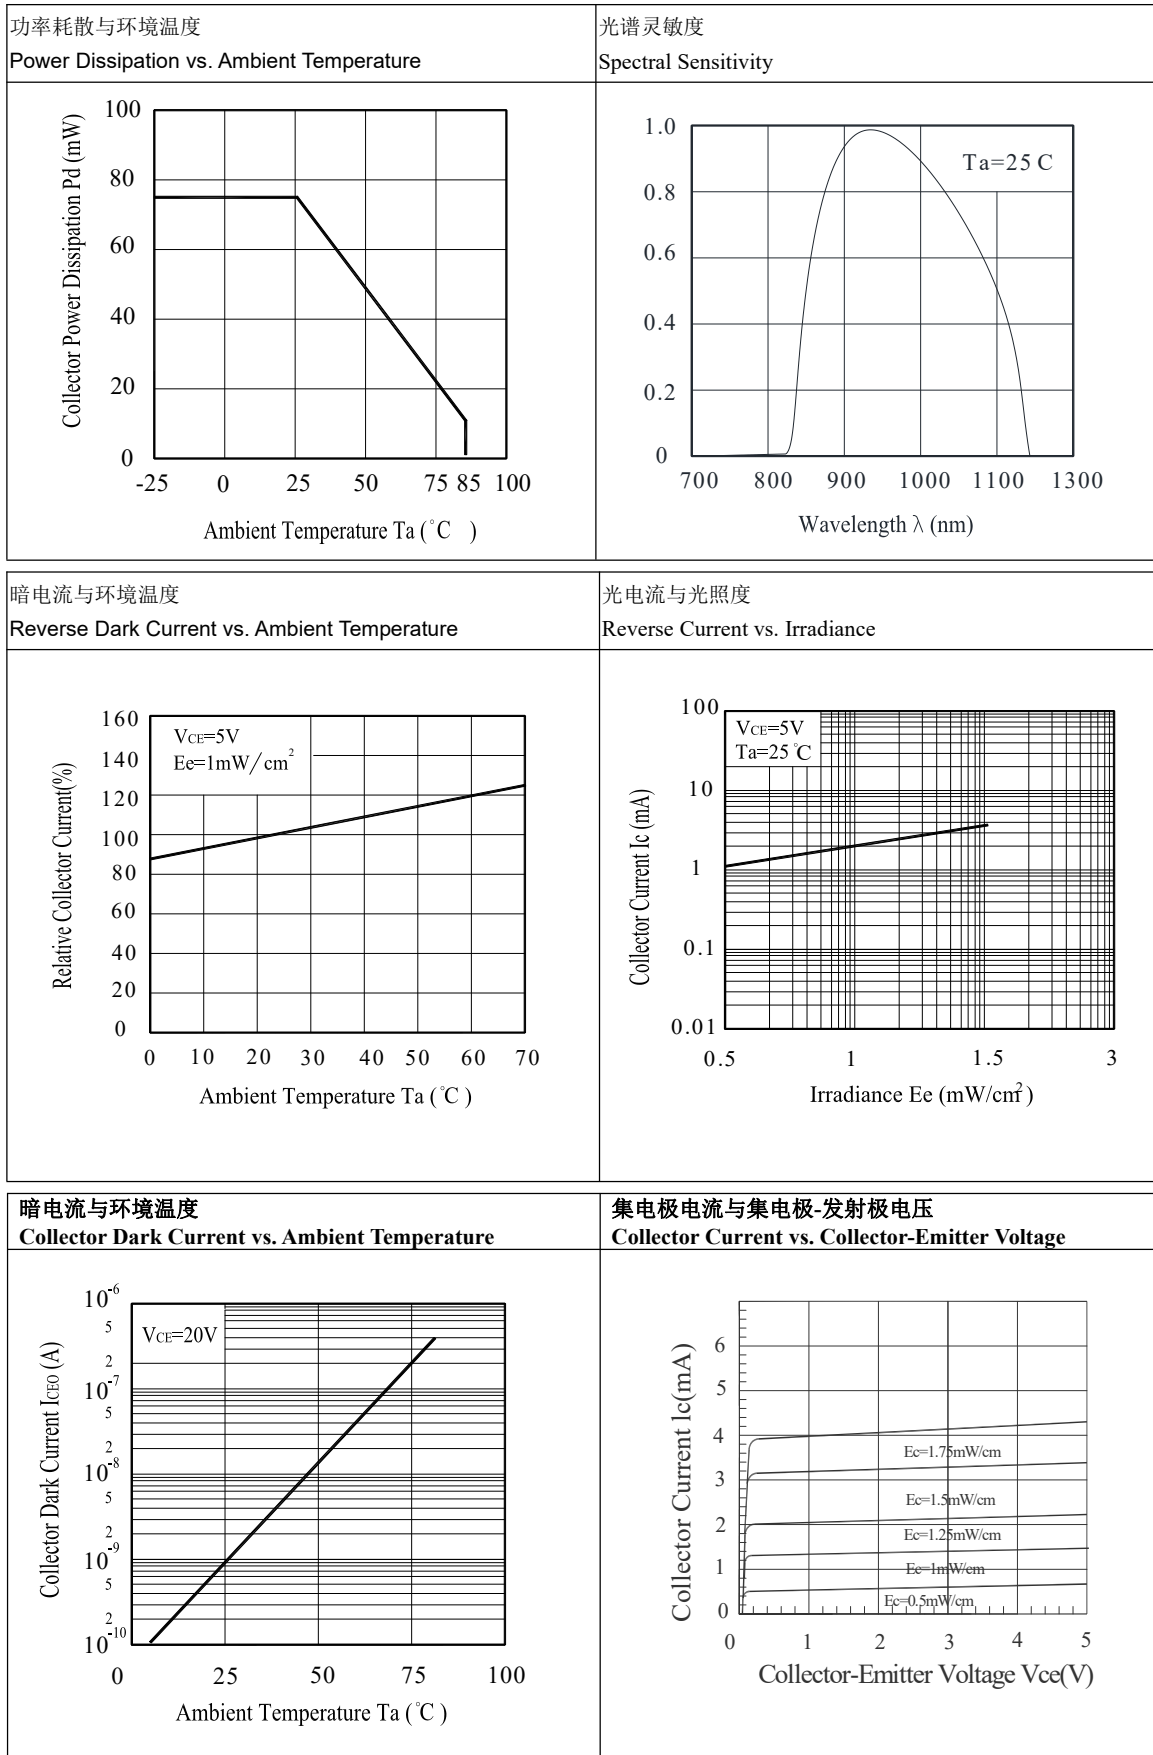 功率耗散与环境温度
Power Dissipation vs. Ambient Temperature
100
80
60
40
20
0
Collector Power Dissipation Pd (mW)
-25 0 25 50 75 85 100
Ambient Temperature Ta (°C )
光谱灵敏度
Spectral Sensitivity
1.0
0.8
0.6
0.4
0.2
0
Ta=25 C
700 800 900 1000 1100 1300
Wavelength λ (nm)
暗电流与环境温度
Reverse Dark Current vs. Ambient Temperature
160
140
120
100
80
60
40
20
0
Relative Collector Current(%)
VCE=5V
Ee=1mW/cm²
0 10 20 30 40 50 60 70
Ambient Temperature Ta (°C )
光电流与光照度
Reverse Current vs. Irradiance
100
10
1
0.1
0.01
Collector Current Ic (mA)
VCE=5V
Ta=25°C
0.5 1 1.5 3
Irradiance Ee (mW/cm²)
暗电流与环境温度
Collector Dark Current vs. Ambient Temperature
10⁻⁶
5
2
10⁻⁷
5
2
10⁻⁸
5
2
10⁻⁹
5
2
10⁻¹⁰
Collector Dark Current ICEO (A)
VCE=20V
0 25 50 75 100
Ambient Temperature Ta (°C )
集电极电流与集电极-发射极电压
Collector Current vs. Collector-Emitter Voltage
6
5
4
3
2
1
0
Collector Current lc(mA)
Ec=1.75mW/cm
Ec=1.5mW/cm
Ec=1.25mW/cm
Ec=1mW/cm
Ec=0.5mW/cm
0 1 2 3 4 5
Collector-Emitter Voltage Vce(V)